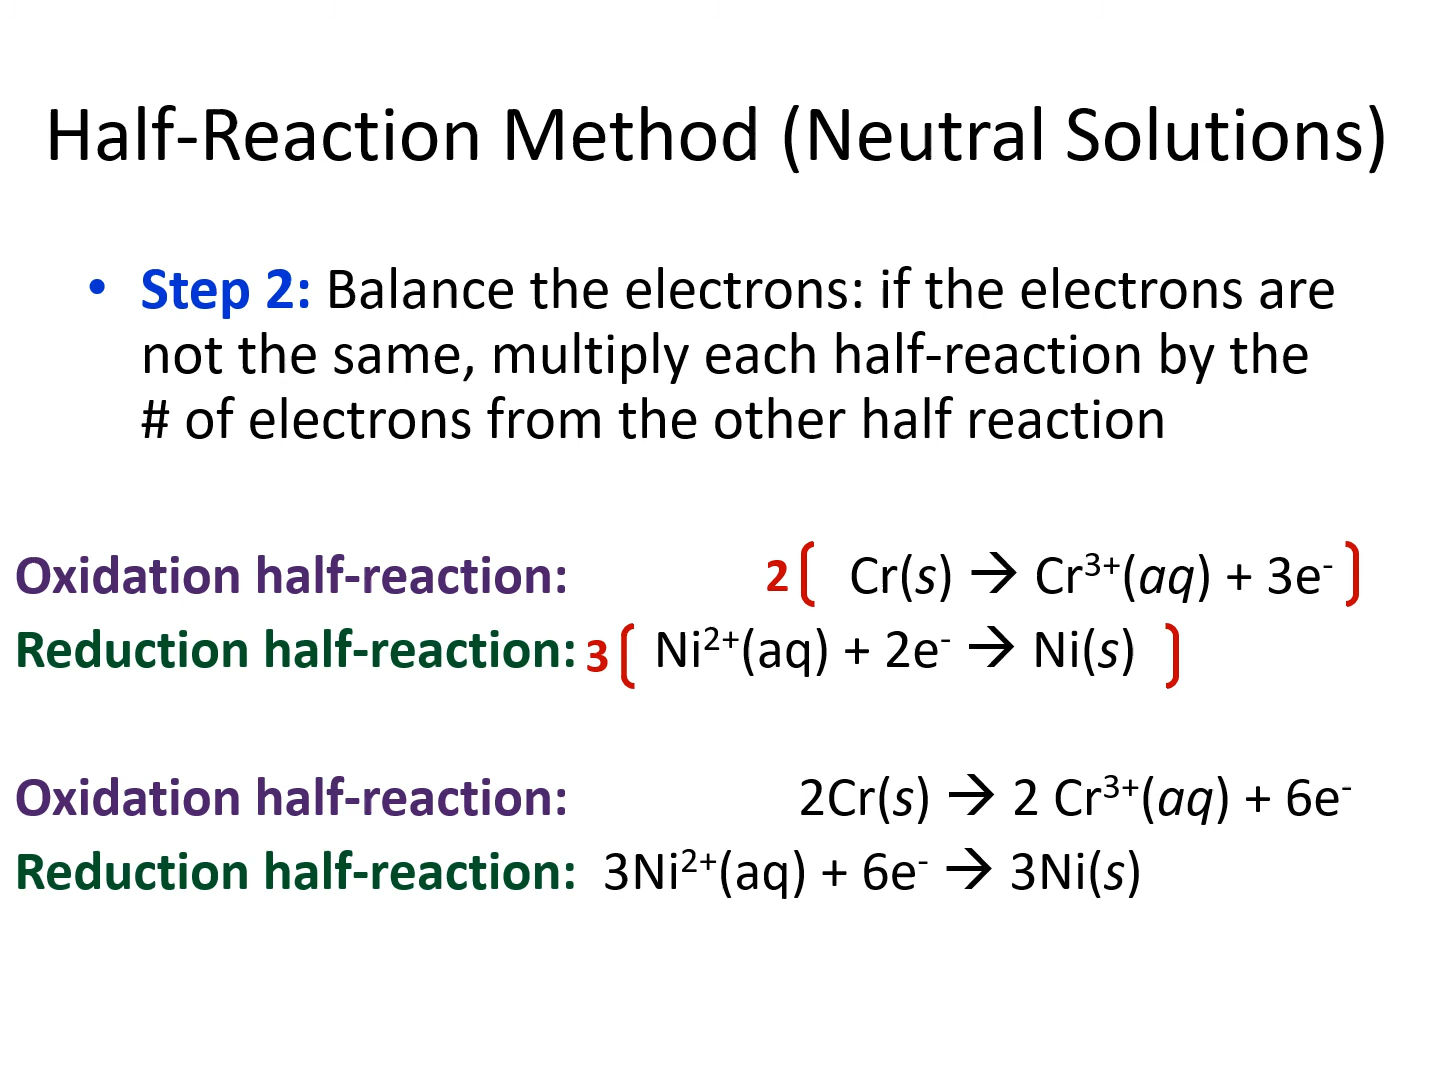 Half-Reaction Method (Neutral Solutions)
• Step 2: Balance the electrons: if the electrons are
not the same, multiply each half-reaction by the
# of electrons from the other half reaction
Oxidation half-reaction: 2 ( Cr(s) → Cr³⁺(aq) + 3e⁻ )
Reduction half-reaction: 3 ( Ni²⁺(aq) + 2e⁻ → Ni(s) )
Oxidation half-reaction: 2Cr(s) → 2 Cr³⁺(aq) + 6e⁻
Reduction half-reaction: 3Ni²⁺(aq) + 6e⁻ → 3Ni(s)